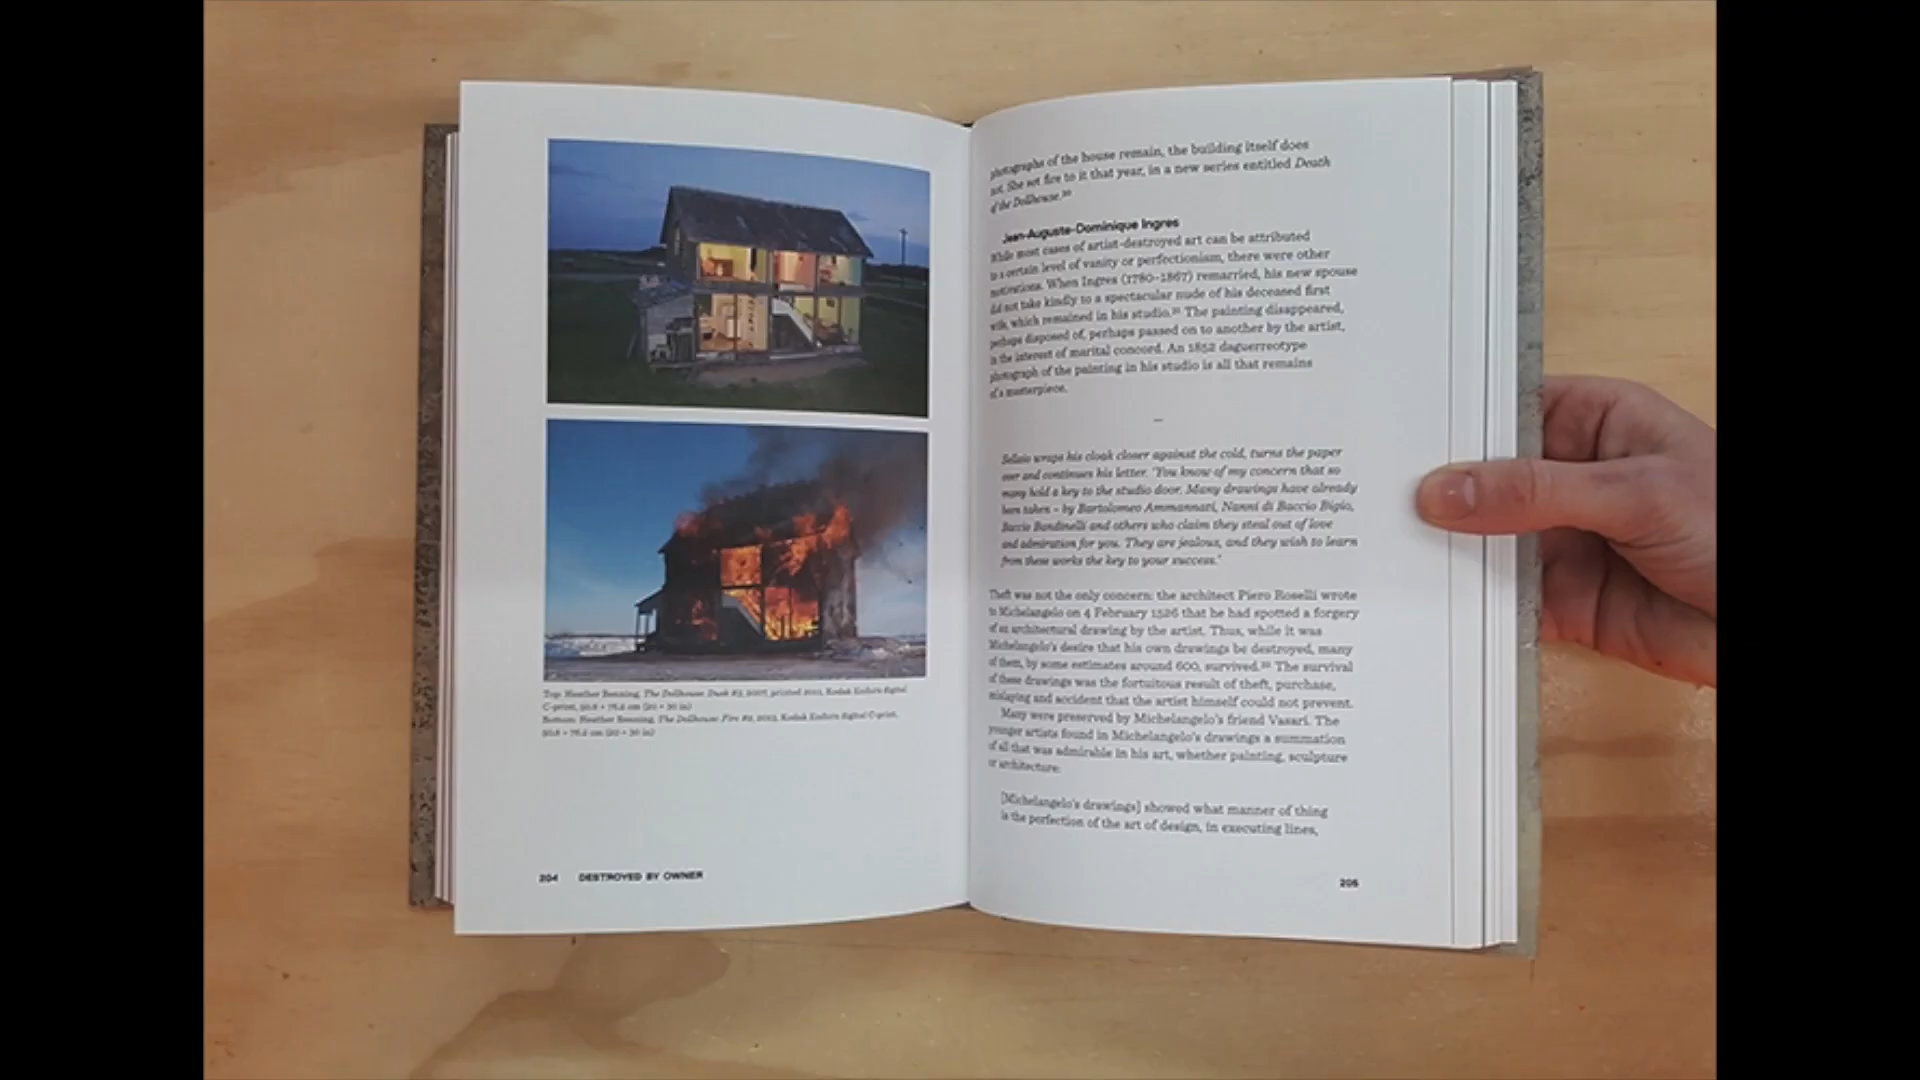 Top: Heather Benning, The Dollhouse: Dusk #2, 2007, printed 2011, Kodak Endura digital
C-print, 50.8 × 76.2 cm (20 × 30 in)
Bottom: Heather Benning, The Dollhouse: Fire #2, 2013, Kodak Endura digital C-print,
50.8 × 76.2 cm (20 × 30 in)
204 DESTROYED BY OWNER
photographs of the house remain, the building itself does
not. She set fire to it that year, in a new series entitled Death
of the Dollhouse.³⁰
Jean-Auguste-Dominique Ingres
While most cases of artist-destroyed art can be attributed
to a certain level of vanity or perfectionism, there were other
motivations. When Ingres (1780–1867) remarried, his new spouse
did not take kindly to a spectacular nude of his deceased first
wife, which remained in his studio.³¹ The painting disappeared,
perhaps disposed of, perhaps passed on to another by the artist,
in the interest of marital concord. An 1852 daguerreotype
photograph of the painting in his studio is all that remains
of a masterpiece.
—
Sellaio wraps his cloak closer against the cold, turns the paper
over and continues his letter. 'You know of my concern that so
many hold a key to the studio door. Many drawings have already
been taken – by Bartolomeo Ammannati, Nanni di Baccio Bigio,
Baccio Bandinelli and others who claim they steal out of love
and admiration for you. They are jealous, and they wish to learn
from these works the key to your success.'
Theft was not the only concern: the architect Piero Roselli wrote
to Michelangelo on 4 February 1526 that he had spotted a forgery
of an architectural drawing by the artist. Thus, while it was
Michelangelo's desire that his own drawings be destroyed, many
of them, by some estimates around 600, survived.³² The survival
of these drawings was the fortuitous result of theft, purchase,
mislaying and accident that the artist himself could not prevent.
Many were preserved by Michelangelo's friend Vasari. The
younger artists found in Michelangelo's drawings a summation
of all that was admirable in his art, whether painting, sculpture
or architecture:
[Michelangelo's drawings] showed what manner of thing
is the perfection of the art of design, in executing lines,
205